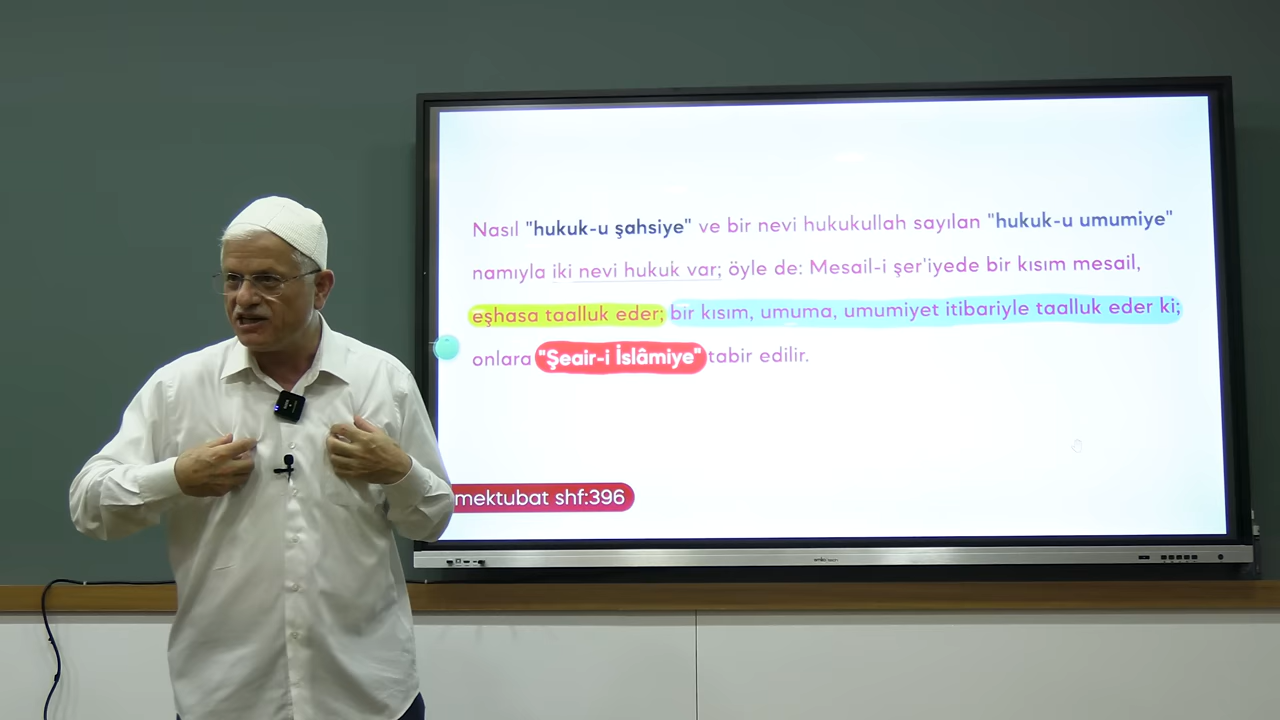 Nasıl "hukuk-u şahsiye" ve bir nevi hukukullah sayılan "hukuk-u umumiye"
namıyla iki nevi hukuk var; öyle de: Mesail-i şer'iyede bir kısım mesail,
eşhasa taalluk eder; bir kısım, umuma, umumiyet itibariyle taalluk eder ki;
onlara "Şeair-i İslâmiye" tabir edilir.
mektubat shf:396